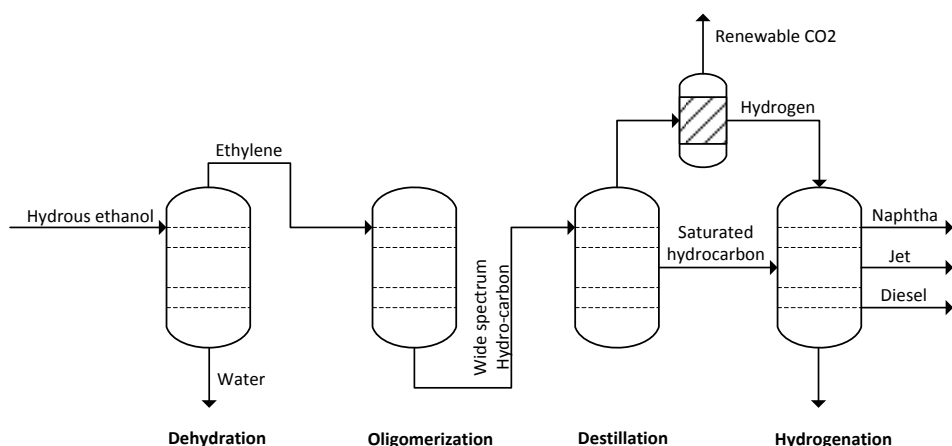 Renewable CO2
Hydrogen
Ethylene
Hydrous ethanol
Saturated
hydrocarbon
Naphtha
Jet
Diesel
Wide spectrum
Hydro-carbon
Water
Dehydration
Oligomerization
Destillation
Hydrogenation